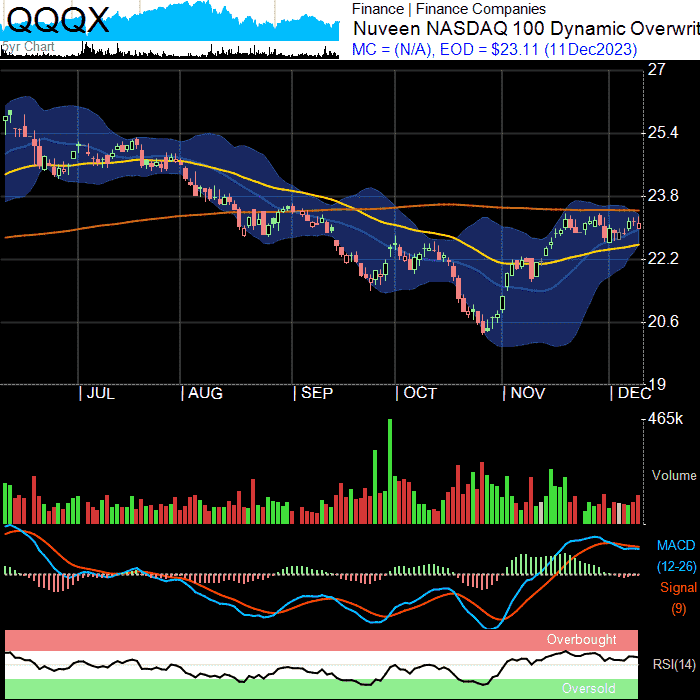 QQQX
5yr Chart
Finance | Finance Companies
Nuveen NASDAQ 100 Dynamic Overwrit
MC = (N/A), EOD = $23.11 (11Dec2023)
27
25.4
23.8
22.2
20.6
19
| JUL | AUG | SEP | OCT | NOV | DEC
465k
Volume
MACD
(12-26)
Signal
(9)
Overbought
RSI(14)
Oversold